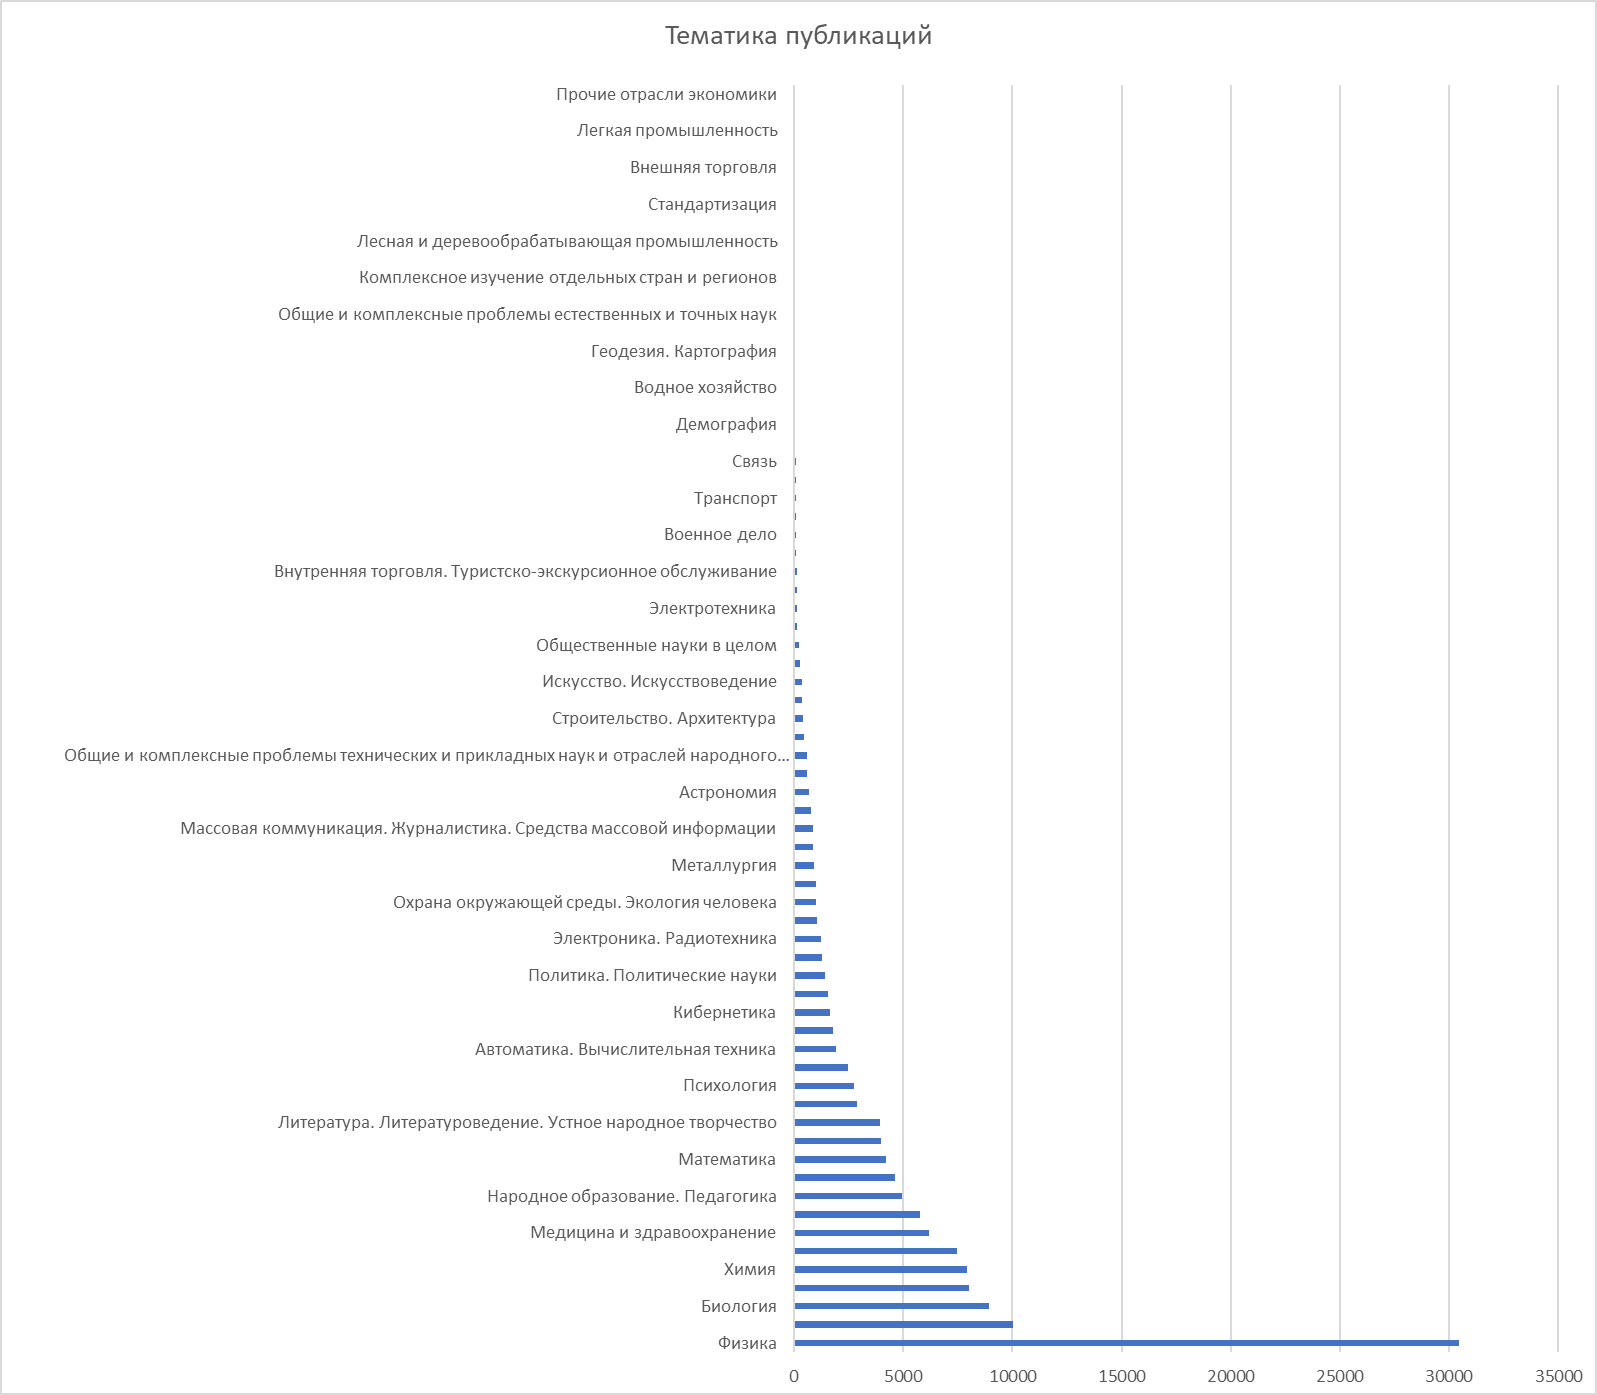 Тематика публикаций
Прочие отрасли экономики
Легкая промышленность
Внешняя торговля
Стандартизация
Лесная и деревообрабатывающая промышленность
Комплексное изучение отдельных стран и регионов
Общие и комплексные проблемы естественных и точных наук
Геодезия. Картография
Водное хозяйство
Демография
Связь
Транспорт
Военное дело
Внутренняя торговля. Туристско-экскурсионное обслуживание
Электротехника
Общественные науки в целом
Искусство. Искусствоведение
Строительство. Архитектура
Общие и комплексные проблемы технических и прикладных наук и отраслей народного...
Астрономия
Массовая коммуникация. Журналистика. Средства массовой информации
Металлургия
Охрана окружающей среды. Экология человека
Электроника. Радиотехника
Политика. Политические науки
Кибернетика
Автоматика. Вычислительная техника
Психология
Литература. Литературоведение. Устное народное творчество
Математика
Народное образование. Педагогика
Медицина и здравоохранение
Химия
Биология
Физика
0 5000 10000 15000 20000 25000 30000 35000